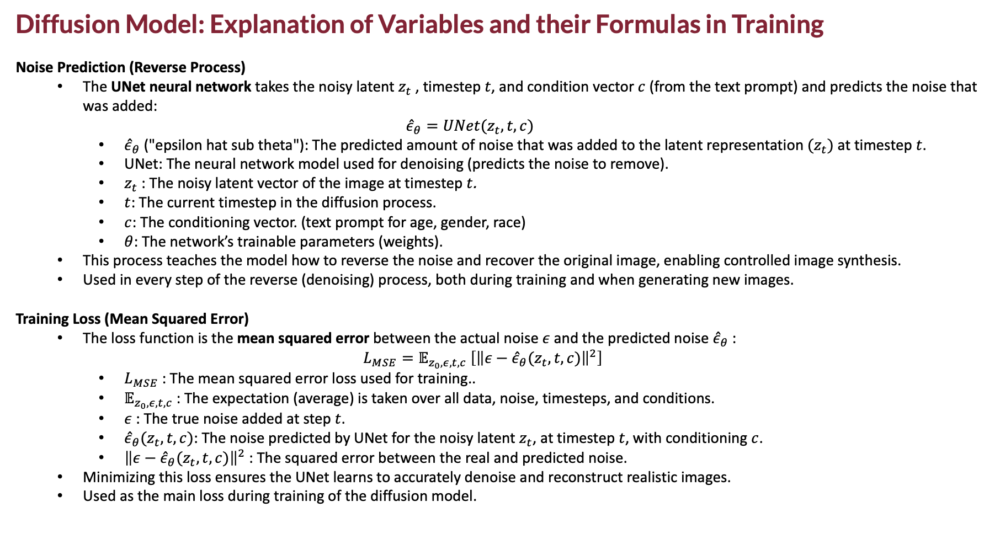 Diffusion Model: Explanation of Variables and their Formulas in Training
Noise Prediction (Reverse Process)
• The UNet neural network takes the noisy latent $z_t$ , timestep $t$, and condition vector $c$ (from the text prompt) and predicts the noise that
was added:
$\hat{\epsilon}_\theta = UNet(z_t, t, c)$
• $\hat{\epsilon}_\theta$ ("epsilon hat sub theta"): The predicted amount of noise that was added to the latent representation $(z_t)$ at timestep $t$.
• UNet: The neural network model used for denoising (predicts the noise to remove).
• $z_t$ : The noisy latent vector of the image at timestep $t$.
• $t$: The current timestep in the diffusion process.
• $c$: The conditioning vector. (text prompt for age, gender, race)
• $\theta$: The network’s trainable parameters (weights).
• This process teaches the model how to reverse the noise and recover the original image, enabling controlled image synthesis.
• Used in every step of the reverse (denoising) process, both during training and when generating new images.
Training Loss (Mean Squared Error)
• The loss function is the mean squared error between the actual noise $\epsilon$ and the predicted noise $\hat{\epsilon}_\theta$ :
$L_{MSE} = \mathbb{E}_{z_0,\epsilon,t,c} [\|\epsilon - \hat{\epsilon}_\theta(z_t, t, c)\|^2]$
• $L_{MSE}$ : The mean squared error loss used for training..
• $\mathbb{E}_{z_0,\epsilon,t,c}$ : The expectation (average) is taken over all data, noise, timesteps, and conditions.
• $\epsilon$ : The true noise added at step $t$.
• $\hat{\epsilon}_\theta(z_t, t, c)$: The noise predicted by UNet for the noisy latent $z_t$, at timestep $t$, with conditioning $c$.
• $\|\epsilon - \hat{\epsilon}_\theta(z_t, t, c)\|^2$ : The squared error between the real and predicted noise.
• Minimizing this loss ensures the UNet learns to accurately denoise and reconstruct realistic images.
• Used as the main loss during training of the diffusion model.